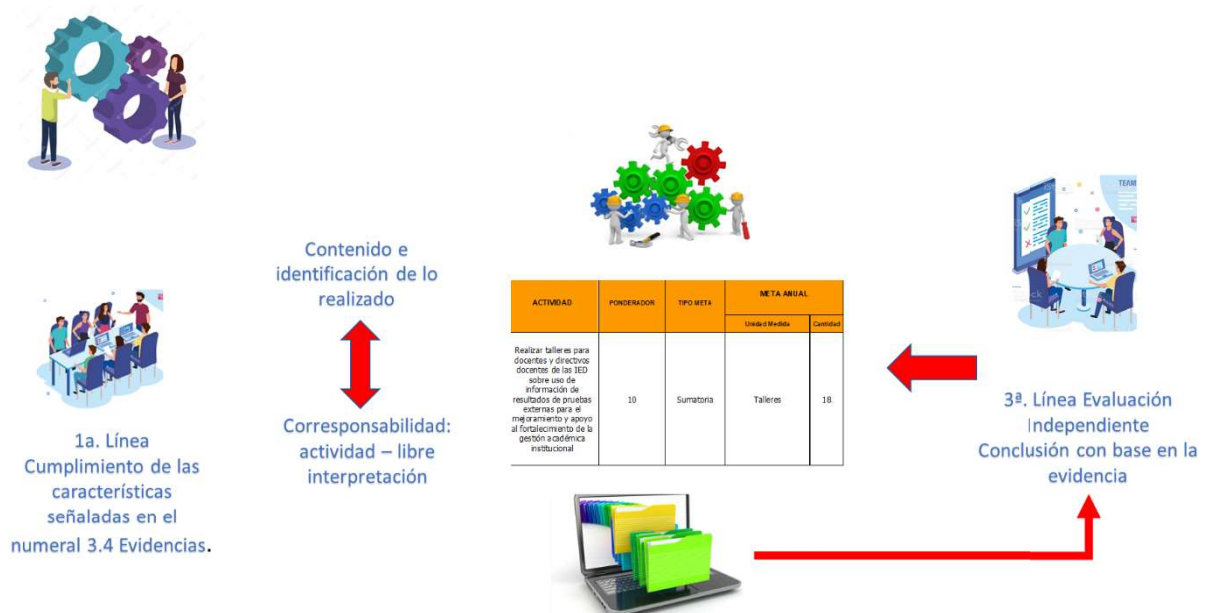 Contenido e
identificación de lo
realizado
Corresponsabilidad:
actividad – libre
interpretación
1a. Línea
Cumplimiento de las
características
señaladas en el
numeral 3.4 Evidencias.
ACTIVIDAD
PONDERADOR
TIPO META
META ANUAL
Unidad Medida
Cantidad
Realizar talleres para
docentes y directivos
docentes de las IED
sobre uso de
información de
resultados de pruebas
externas para el
mejoramiento y apoyo
al fortalecimiento de la
gestión académica
institucional
10
Sumatoria
Talleres
18
TEAM
3ª. Línea Evaluación
Independiente
Conclusión con base en la
evidencia